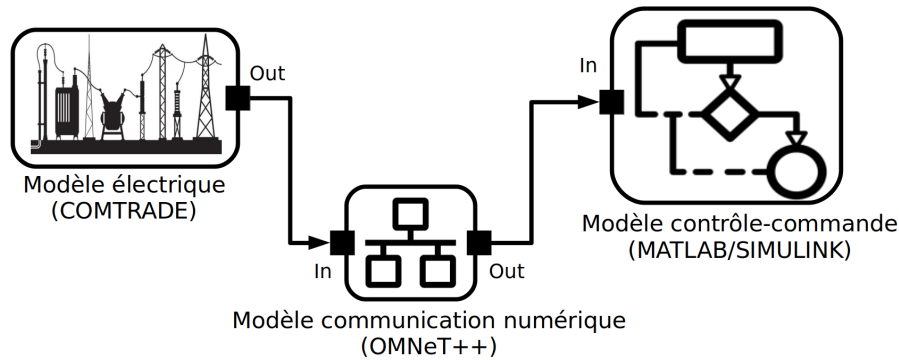 Out
Modèle électrique
(COMTRADE)
In
Out
Modèle communication numérique
(OMNeT++)
In
Modèle contrôle-commande
(MATLAB/SIMULINK)